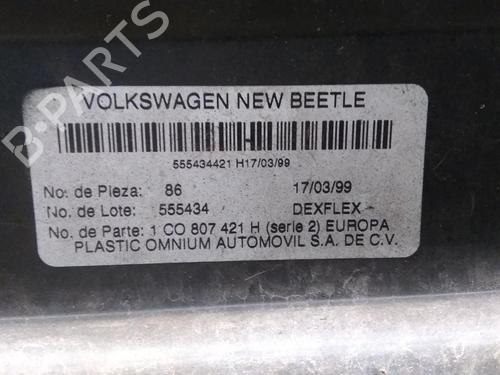 B-PARTS
VOLKSWAGEN NEW BEETLE
555434421 H17/03/99
No. de Pieza: 86 17/03/99
No. de Lote: 555434 DEXFLEX
No. de Parte: 1 CO 807 421 H (serie 2) EUROPA
PLASTIC OMNIUM AUTOMOVIL S.A. DE C.V.